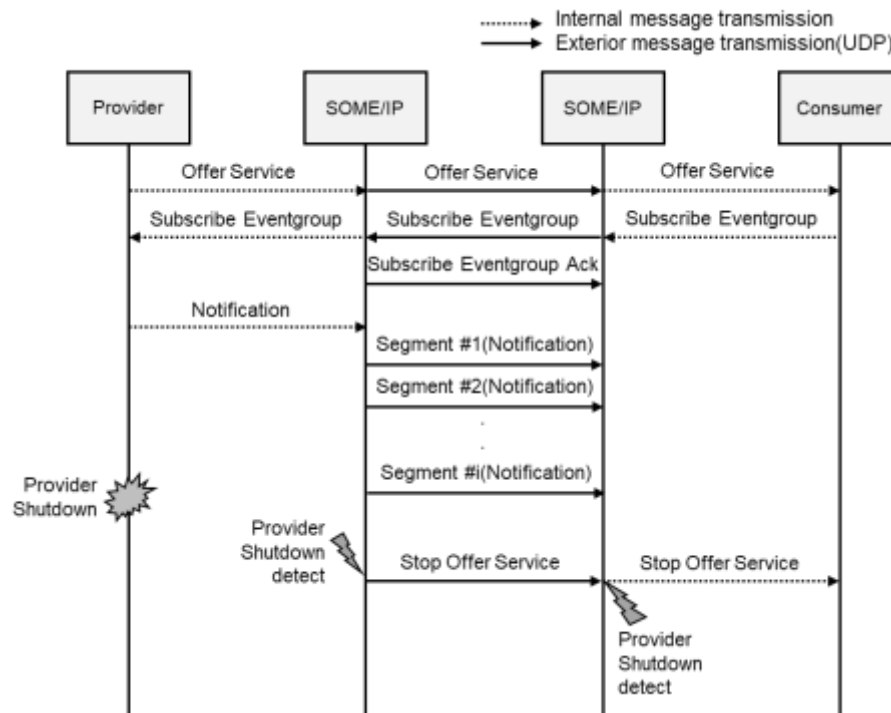 Internal message transmission
Exterior message transmission(UDP)
Provider
SOME/IP
SOME/IP
Consumer
Offer Service
Offer Service
Offer Service
Subscribe Eventgroup
Subscribe Eventgroup
Subscribe Eventgroup
Subscribe Eventgroup Ack
Notification
Segment #1(Notification)
Segment #2(Notification)
.
.
Segment #i(Notification)
Provider
Shutdown
Provider
Shutdown
detect
Stop Offer Service
Stop Offer Service
Provider
Shutdown
detect